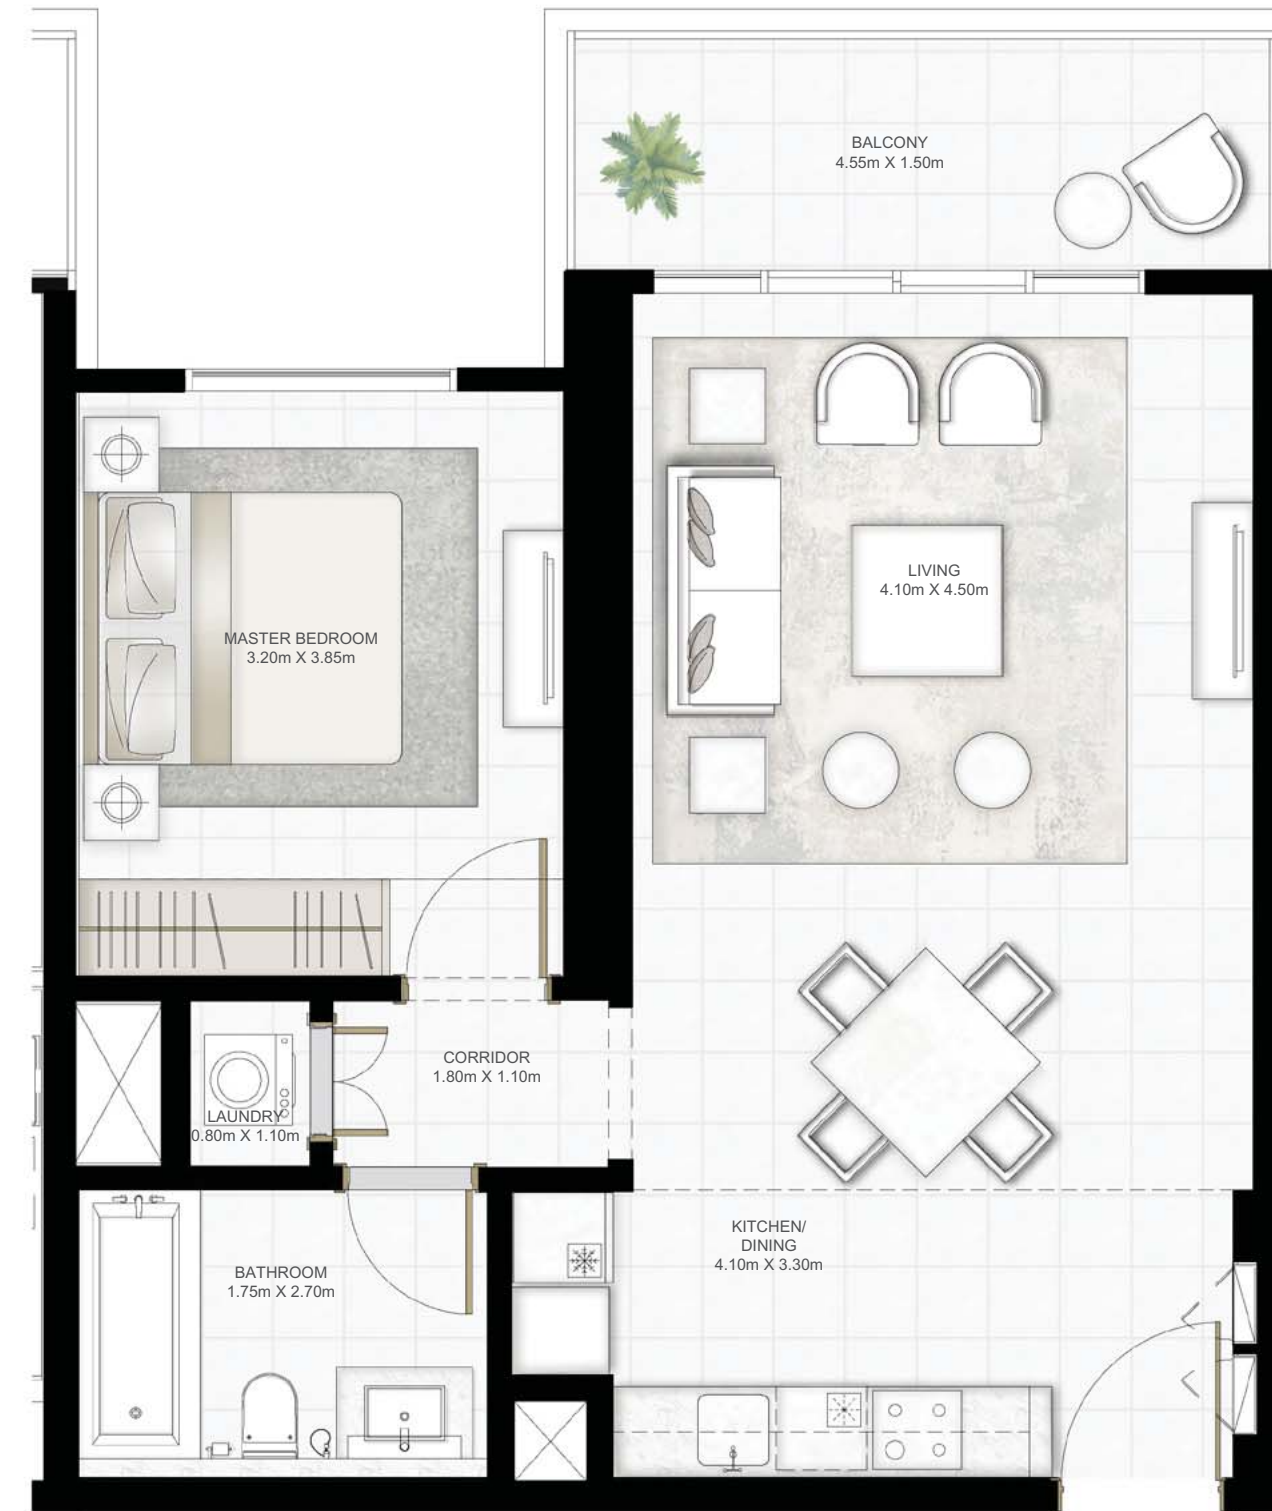 BALCONY
4.55m X 1.50m
LIVING
4.10m X 4.50m
MASTER BEDROOM
3.20m X 3.85m
CORRIDOR
1.80m X 1.10m
LAUNDRY
0.80m X 1.10m
KITCHEN/
DINING
4.10m X 3.30m
BATHROOM
1.75m X 2.70m